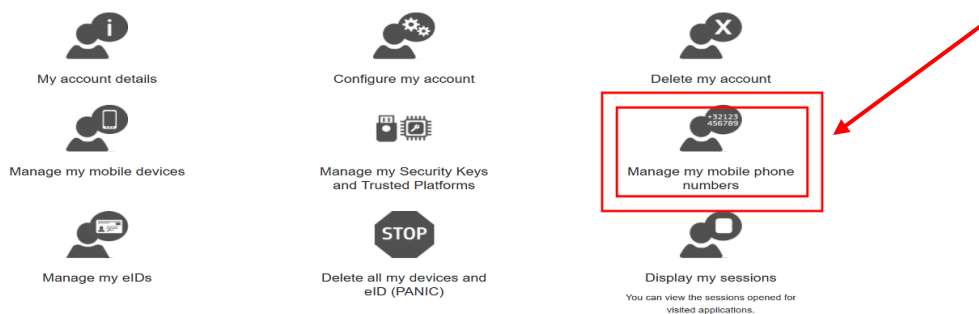 i
X
My account details
Configure my account
Delete my account
+32123
456789
Manage my mobile devices
Manage my Security Keys
and Trusted Platforms
Manage my mobile phone
numbers
STOP
Manage my eIDs
Delete all my devices and
eID (PANIC)
Display my sessions
You can view the sessions opened for
visited applications.